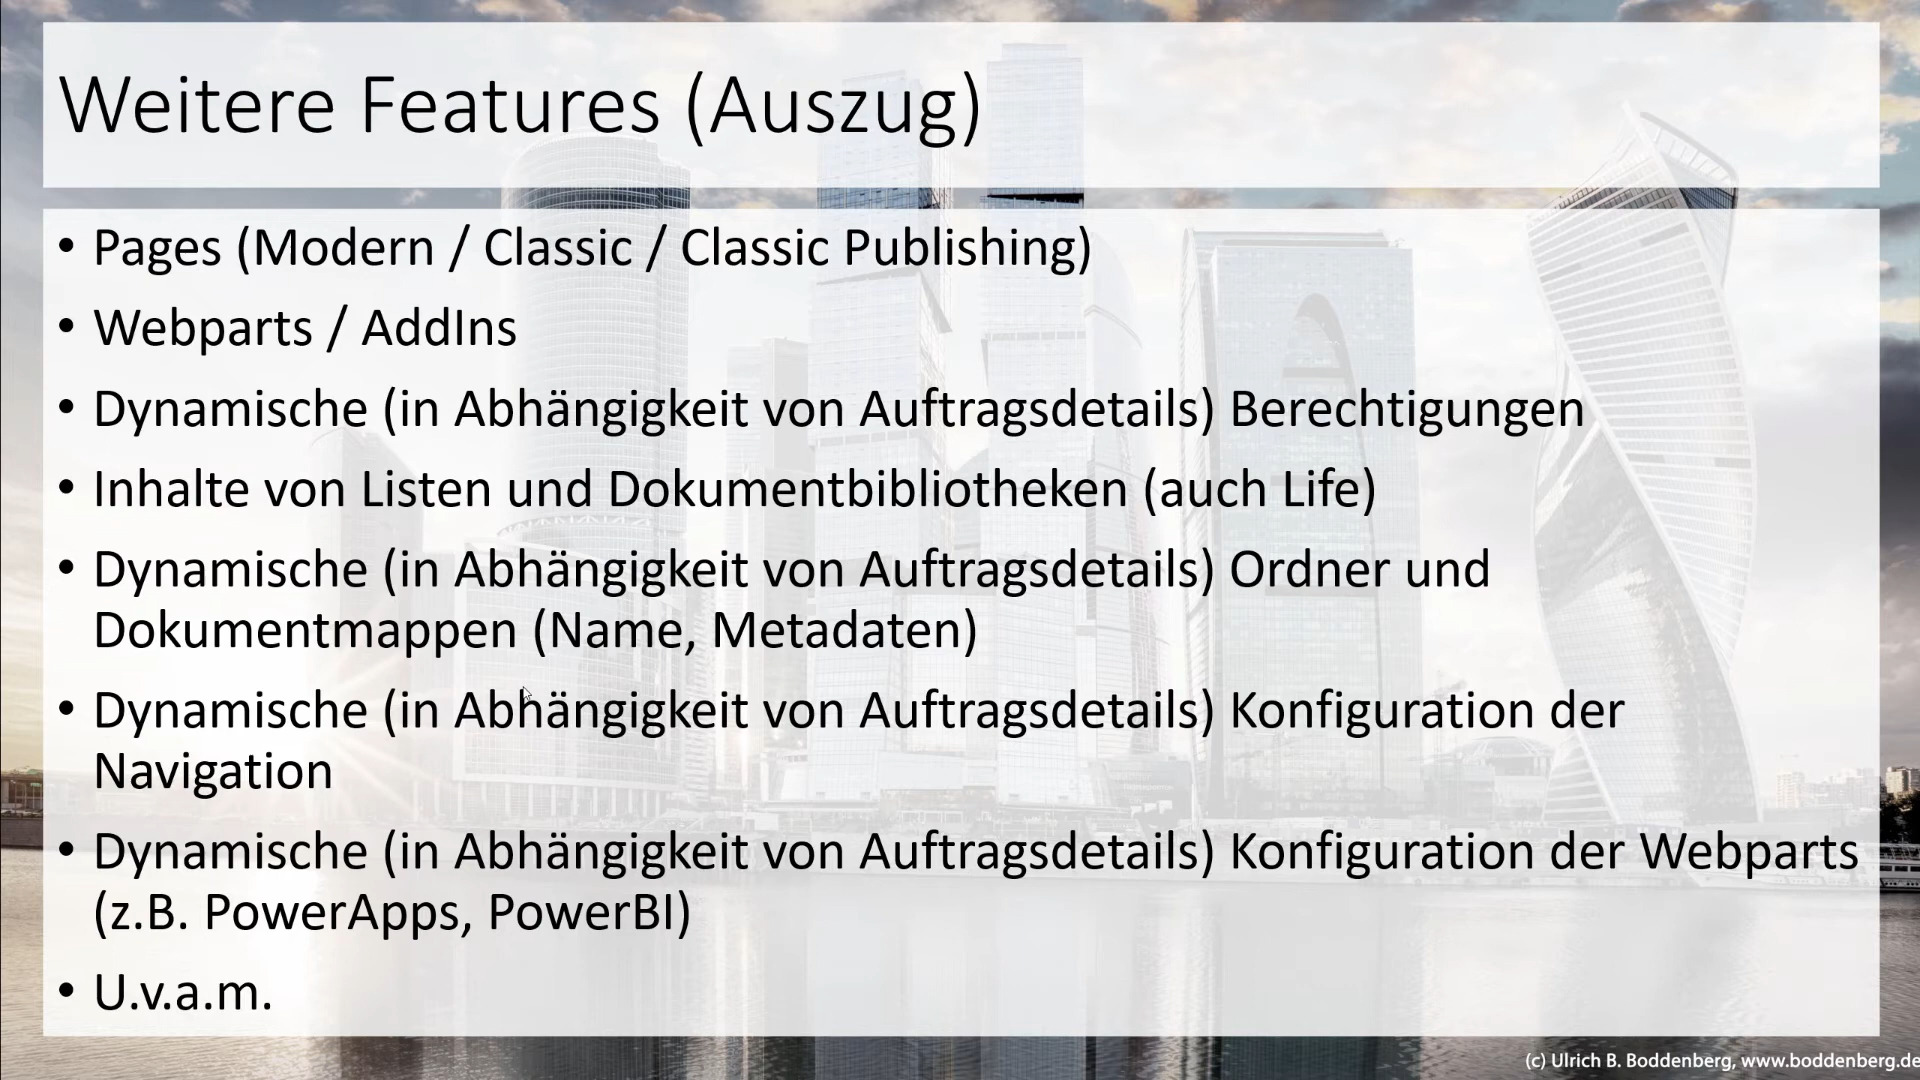 Weitere Features (Auszug)
• Pages (Modern / Classic / Classic Publishing)
• Webparts / AddIns
• Dynamische (in Abhängigkeit von Auftragsdetails) Berechtigungen
• Inhalte von Listen und Dokumentbibliotheken (auch Life)
• Dynamische (in Abhängigkeit von Auftragsdetails) Ordner und
Dokumentmappen (Name, Metadaten)
• Dynamische (in Abhängigkeit von Auftragsdetails) Konfiguration der
Navigation
• Dynamische (in Abhängigkeit von Auftragsdetails) Konfiguration der Webparts
(z.B. PowerApps, PowerBI)
• U.v.a.m.
(c) Ulrich B. Boddenberg, www.boddenberg.de